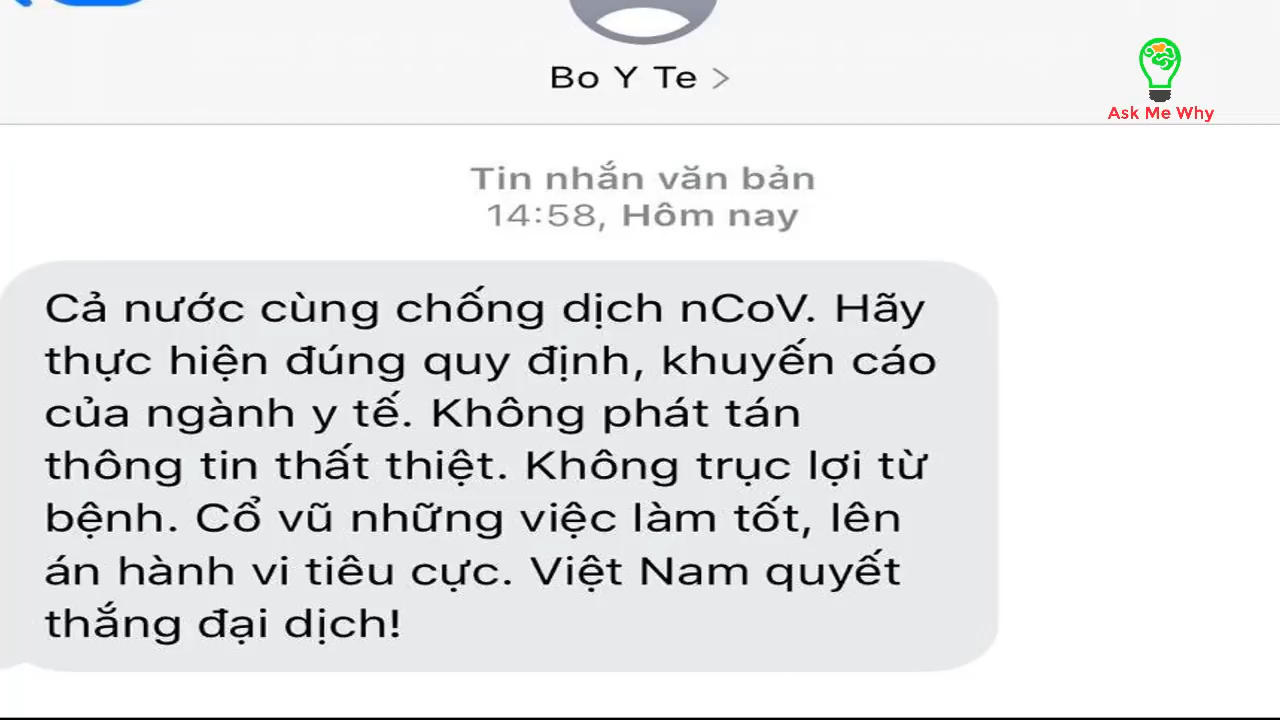 Bo Y Te >
Ask Me Why
Tin nhắn văn bản
14:58, Hôm nay
Cả nước cùng chống dịch nCoV. Hãy
thực hiện đúng quy định, khuyến cáo
của ngành y tế. Không phát tán
thông tin thất thiệt. Không trục lợi từ
bệnh. Cổ vũ những việc làm tốt, lên
án hành vi tiêu cực. Việt Nam quyết
thắng đại dịch!